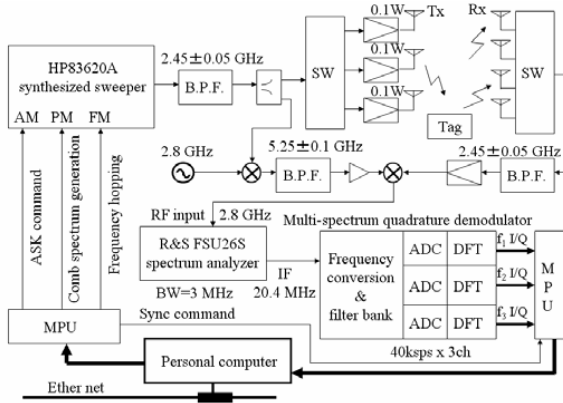 0.1W
Tx
Rx
HP83620A
synthesized sweeper
AM PM FM
2.45±0.05 GHz
B.P.F.
SW
0.1W
0.1W
SW
Tag
2.8 GHz
5.25±0.1 GHz
B.P.F.
2.45±0.05 GHz
B.P.F.
ASK command
Comb spectrum generation
Frequency hopping
RF input
2.8 GHz
R&S FSU26S
spectrum analyzer
BW=3 MHz
IF
20.4 MHz
Multi-spectrum quadrature demodulator
Frequency
conversion
&
filter bank
ADC DFT
ADC DFT
ADC DFT
f1 I/Q
f2 I/Q
f3 I/Q
M
P
U
MPU
Sync command
40ksps x 3ch
Personal computer
Ether net